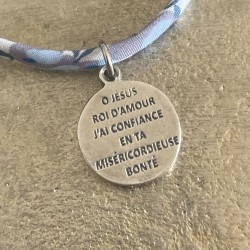 O JÉSUS
ROI D'AMOUR
J'AI CONFIANCE
EN TA
MISÉRICORDIEUSE
BONTÉ